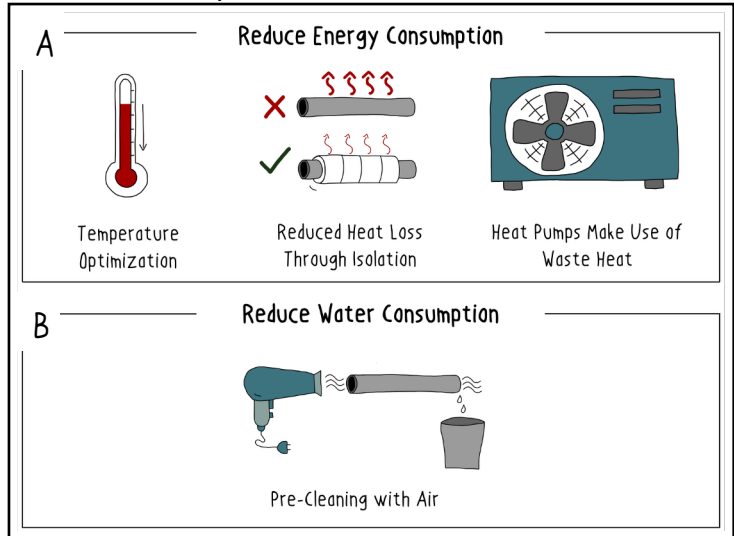 A
Reduce Energy Consumption
Temperature
Optimization
Reduced Heat Loss
Through Isolation
Heat Pumps Make Use of
Waste Heat
B
Reduce Water Consumption
Pre-Cleaning with Air